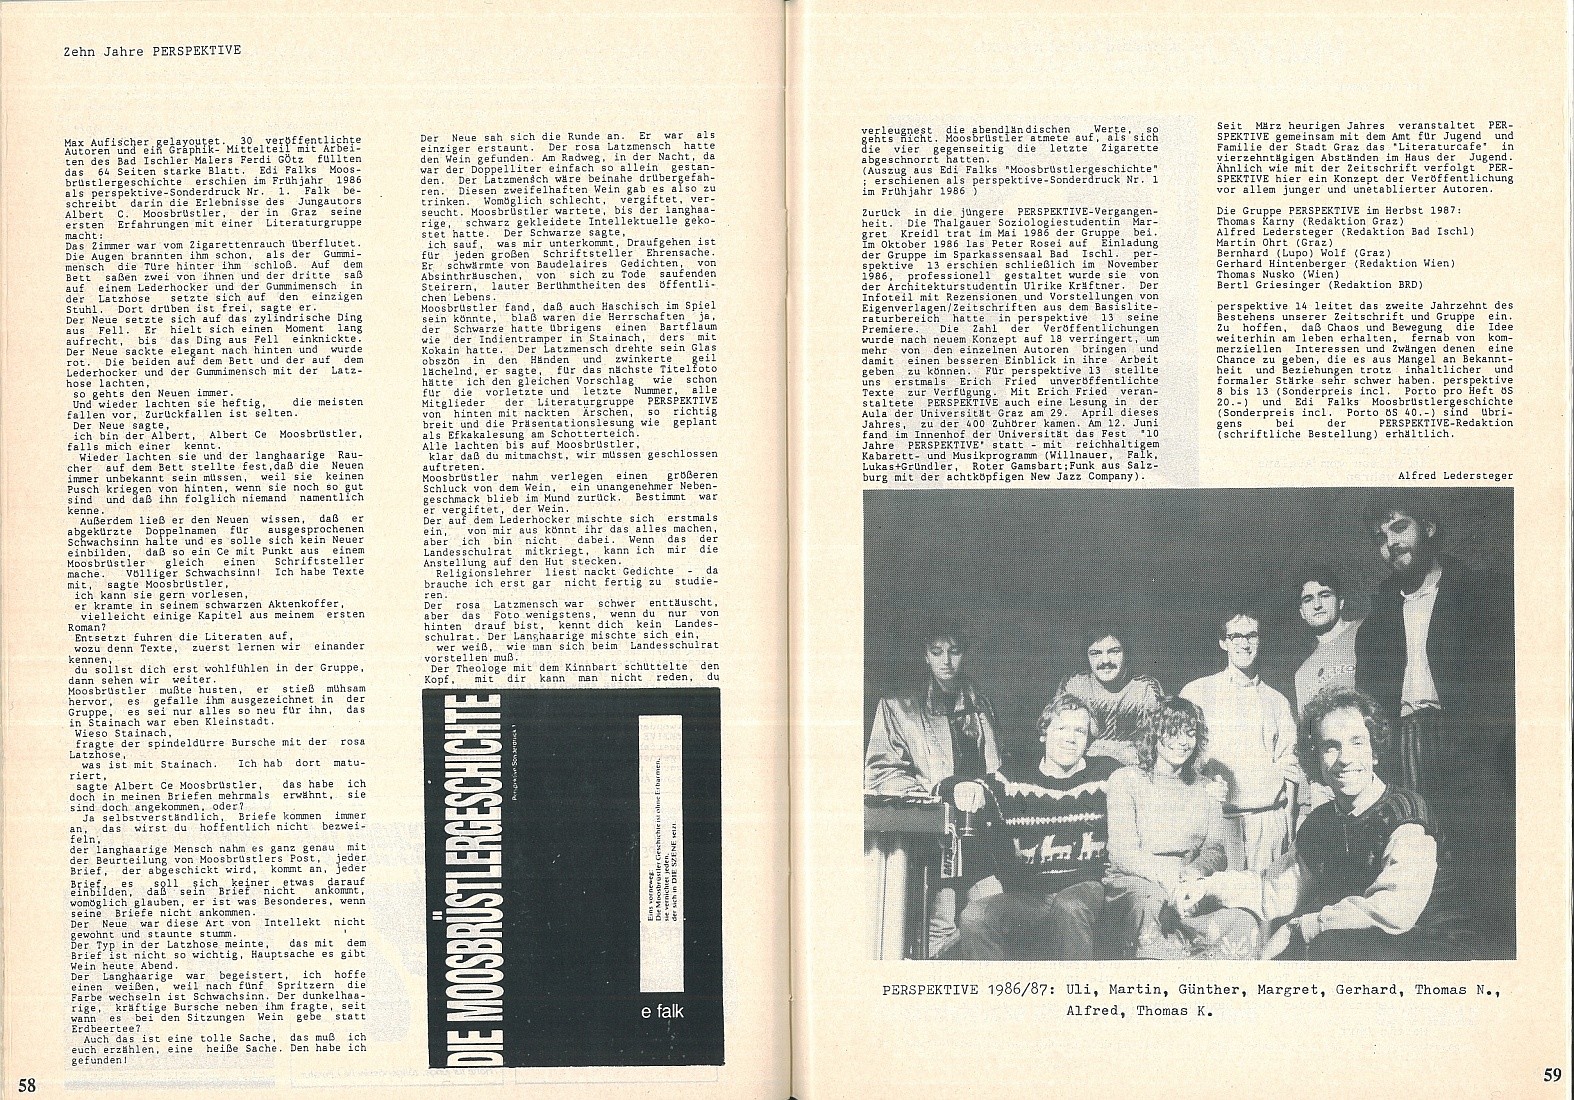 Zehn Jahre PERSPEKTIVE
Max Aufischer gelayoutet. 30 veröffentlichte
Autoren und ein Graphik- Mittelteil mit Arbei-
ten des Bad Ischler Malers Ferdi Götz füllten
das 64 Seiten starke Blatt. Edi Falks Moos-
brüstlergeschichte erschien im Frühjahr 1986
als perspektive-Sonderdruck Nr. 1. Falk be-
schreibt darin die Erlebnisse des Jungautors
Albert C. Moosbrüstler, der in Graz seine
ersten Erfahrungen mit einer Literaturgruppe
macht:
Das Zimmer war vom Zigarettenrauch überflutet.
Die Augen brannten ihm schon, als der Gummi-
mensch die Türe hinter ihm schloß. Auf dem
Bett saßen zwei von ihnen und der dritte saß
auf einem Lederhocker und der Gummimensch in
der Latzhose setzte sich auf den einzigen
Stuhl. Dort drüben ist frei, sagte er.
Der Neue setzte sich auf das zylindrische Ding
aus Fell. Er hielt sich einen Moment lang
aufrecht, bis das Ding aus Fell einknickte.
Der Neue sackte elegant nach hinten und wurde
rot. Die beiden auf dem Bett und der auf dem
Lederhocker und der Gummimensch mit der Latz-
hose lachten,
so gehts den Neuen immer.
Und wieder lachten sie heftig, die meisten
fallen vor, Zurückfallen ist selten.
Der Neue sagte,
ich bin der Albert, Albert Ce Moosbrüstler,
falls mich einer kennt.
Wieder lachten sie und der langhaarige Rau-
cher auf dem Bett stellte fest,daß die Neuen
immer unbekannt sein müssen, weil sie keinen
Pusch kriegen von hinten, wenn sie noch so gut
sind und daß ihn folglich niemand namentlich
kenne.
Außerdem ließ er den Neuen wissen, daß er
abgekürzte Doppelnamen für ausgesprochenen
Schwachsinn halte und es solle sich kein Neuer
einbilden, daß so ein Ce mit Punkt aus einem
Moosbrüstler gleich einen Schriftsteller
mache. Völliger Schwachsinn! Ich habe Texte
mit, sagte Moosbrüstler,
ich kann sie gern vorlesen,
er kramte in seinem schwarzen Aktenkoffer,
vielleicht einige Kapitel aus meinem ersten
Roman?
Entsetzt fuhren die Literaten auf,
wozu denn Texte, zuerst lernen wir einander
kennen,
du sollst dich erst wohlfühlen in der Gruppe,
dann sehen wir weiter.
Moosbrüstler mußte husten, er stieß mühsam
hervor, es gefalle ihm ausgezeichnet in der
Gruppe, es sei nur alles so neu für ihn, das
in Stainach war eben Kleinstadt.
Wieso Stainach,
fragte der spindeldürre Bursche mit der rosa
Latzhose,
was ist mit Stainach. Ich hab dort matu-
riert,
sagte Albert Ce Moosbrüstler, das habe ich
doch in meinen Briefen mehrmals erwähnt, sie
sind doch angekommen, oder?
Ja selbstverständlich, Briefe kommen immer
an, das wirst du hoffentlich nicht bezwei-
feln,
der langhaarige Mensch nahm es ganz genau mit
der Beurteilung von Moosbrüstlers Post, jeder
Brief, der abgeschickt wird, kommt an, jeder
Brief, es soll sich keiner etwas darauf
einbilden, daß sein Brief nicht ankommt,
womöglich glauben, er ist was Besonderes, wenn
seine Briefe nicht ankommen.
Der Neue war diese Art von Intellekt nicht
gewohnt und staunte stumm.
Der Typ in der Latzhose meinte, das mit dem
Brief ist nicht so wichtig, Hauptsache es gibt
Wein heute Abend.
Der Langhaarige war begeistert, ich hoffe
einen weißen, weil nach fünf Spritzern die
Farbe wechseln ist Schwachsinn. Der dunkelhaa-
rige, kräftige Bursche neben ihm fragte, seit
wann es bei den Sitzungen Wein gebe statt
Erdbeertee?
Auch das ist eine tolle Sache, das muß ich
euch erzählen, eine heiße Sache. Den habe ich
gefunden!
58
Der Neue sah sich die Runde an. Er war als
einziger erstaunt. Der rosa Latzmensch hatte
den Wein gefunden. Am Radweg, in der Nacht, da
war der Doppelliter einfach so allein gestan-
den. Der Latzmensch wäre beinahe drübergefah-
ren. Diesen zweifelhaften Wein gab es also zu
trinken. Womöglich schlecht, vergiftet, ver-
seucht. Moosbrüstler wartete, bis der langhaa-
rige, schwarz gekleidete Intellektuelle geko-
stet hatte. Der Schwarze sagte,
ich sauf, was mir unterkommt, Draufgehen ist
für jeden großen Schriftsteller Ehrensache.
Er schwärmte von Baudelaires Gedichten, von
Absinthräuschen, von sich zu Tode saufenden
Steirern, lauter Berühmtheiten des öffentli-
chen Lebens.
Moosbrüstler fand, daß auch Haschisch im Spiel
sein könnte, blaß waren die Herrschaften ja,
der Schwarze hatte übrigens einen Bartflaum
wie der Indientramper in Stainach, ders mit
Kokain hatte. Der Latzmensch drehte sein Glas
obszön in den Händen und zwinkerte geil
lächelnd, er sagte, für das nächste Titelfoto
hätte ich den gleichen Vorschlag wie schon
für die vorletzte und letzte Nummer, alle
Mitglieder der Literaturgruppe PERSPEKTIVE
von hinten mit nackten Ärschen, so richtig
breit und die Präsentationslesung wie geplant
als Efkakalesung am Schotterteich.
Alle lachten bis auf Moosbrüstler,
klar daß du mitmachst, wir müssen geschlossen
auftreten.
Moosbrüstler nahm verlegen einen größeren
Schluck von dem Wein, ein unangenehmer Neben-
geschmack blieb im Mund zurück. Bestimmt war
er vergiftet, der Wein.
Der auf dem Lederhocker mischte sich erstmals
ein, von mir aus könnt ihr das alles machen,
aber ich bin nicht dabei. Wenn das der
Landesschulrat mitkriegt, kann ich mir die
Anstellung auf den Hut stecken.
Religionslehrer liest nackt Gedichte - da
brauche ich erst gar nicht fertig zu studie-
ren.
Der rosa Latzmensch war schwer enttäuscht,
aber das Foto wenigstens, wenn du nur von
hinten drauf bist, kennt dich kein Landes-
schulrat. Der Langhaarige mischte sich ein,
wer weiß, wie man sich beim Landesschulrat
vorstellen muß.
Der Theologe mit dem Kinnbart schüttelte den
Kopf, mit dir kann man nicht reden, du
DIE MOOSBRÜSTLERGESCHICHTE
Perspektive-Sonderdruck 1
Eins vorneweg:
Die Moosbrüstler Geschichte ist ohne Erbarmen,
sie vernichtet jeden,
der sich in DIE SZENE setzt.
e falk
verleugnest die abendländischen Werte, so
gehts nicht. Moosbrüstler atmete auf, als sich
die vier gegenseitig die letzte Zigarette
abgeschnorrt hatten.
(Auszug aus Edi Falks "Moosbrüstlergeschichte"
; erschienen als perspektive-Sonderdruck Nr. 1
im Frühjahr 1986 )
Zurück in die jüngere PERSPEKTIVE-Vergangen-
heit. Die Thalgauer Soziologiestudentin Mar-
gret Kreidl trat im Mai 1986 der Gruppe bei.
Im Oktober 1986 las Peter Rosei auf Einladung
der Gruppe im Sparkassensaal Bad Ischl. per-
spektive 13 erschien schließlich im November
1986, professionell gestaltet wurde sie von
der Architekturstudentin Ulrike Kräftner. Der
Infoteil mit Rezensionen und Vorstellungen von
Eigenverlagen/Zeitschriften aus dem Basislite-
raturbereich hatte in perspektive 13 seine
Premiere. Die Zahl der Veröffentlichungen
wurde nach neuem Konzept auf 18 verringert, um
mehr von den einzelnen Autoren bringen und
damit einen besseren Einblick in ihre Arbeit
geben zu können. Für perspektive 13 stellte
uns erstmals Erich Fried unveröffentlichte
Texte zur Verfügung. Mit Erich Fried veran-
staltete PERSPEKTIVE auch eine Lesung in der
Aula der Universität Graz am 29. April dieses
Jahres, zu der 400 Zuhörer kamen. Am 12. Juni
fand im Innenhof der Universität das Fest "10
Jahre PERSPEKTIVE" statt - mit reichhaltigem
Kabarett- und Musikprogramm (Willnauer, Falk,
Lukas+Gründler, Roter Gamsbart;Funk aus Salz-
burg mit der achtköpfigen New Jazz Company).
Seit März heurigen Jahres veranstaltet PER-
SPEKTIVE gemeinsam mit dem Amt für Jugend und
Familie der Stadt Graz das "Literaturcafe" in
vierzehntägigen Abständen im Haus der Jugend.
Ähnlich wie mit der Zeitschrift verfolgt PER-
SPEKTIVE hier ein Konzept der Veröffentlichung
vor allem junger und unetablierter Autoren.
Die Gruppe PERSPEKTIVE im Herbst 1987:
Thomas Karny (Redaktion Graz)
Alfred Ledersteger (Redaktion Bad Ischl)
Martin Ohrt (Graz)
Bernhard (Lupo) Wolf (Graz)
Gerhard Hintenberger (Redaktion Wien)
Thomas Nusko (Wien)
Bertl Griesinger (Redaktion BRD)
perspektive 14 leitet das zweite Jahrzehnt des
Bestehens unserer Zeitschrift und Gruppe ein.
Zu hoffen, daß Chaos und Bewegung die Idee
weiterhin am leben erhalten, fernab von kom-
merziellen Interessen und Zwängen denen eine
Chance zu geben, die es aus Mangel an Bekannt-
heit und Beziehungen trotz inhaltlicher und
formaler Stärke sehr schwer haben. perspektive
8 bis 13 (Sonderpreis incl. Porto pro Heft öS
20.-) und Edi Falks Moosbrüstlergeschichte
(Sonderpreis incl. Porto öS 40.-) sind übri-
gens bei der PERSPEKTIVE-Redaktion
(schriftliche Bestellung) erhältlich.
Alfred Ledersteger
PERSPEKTIVE 1986/87: Uli, Martin, Günther, Margret, Gerhard, Thomas N.,
Alfred, Thomas K.
59